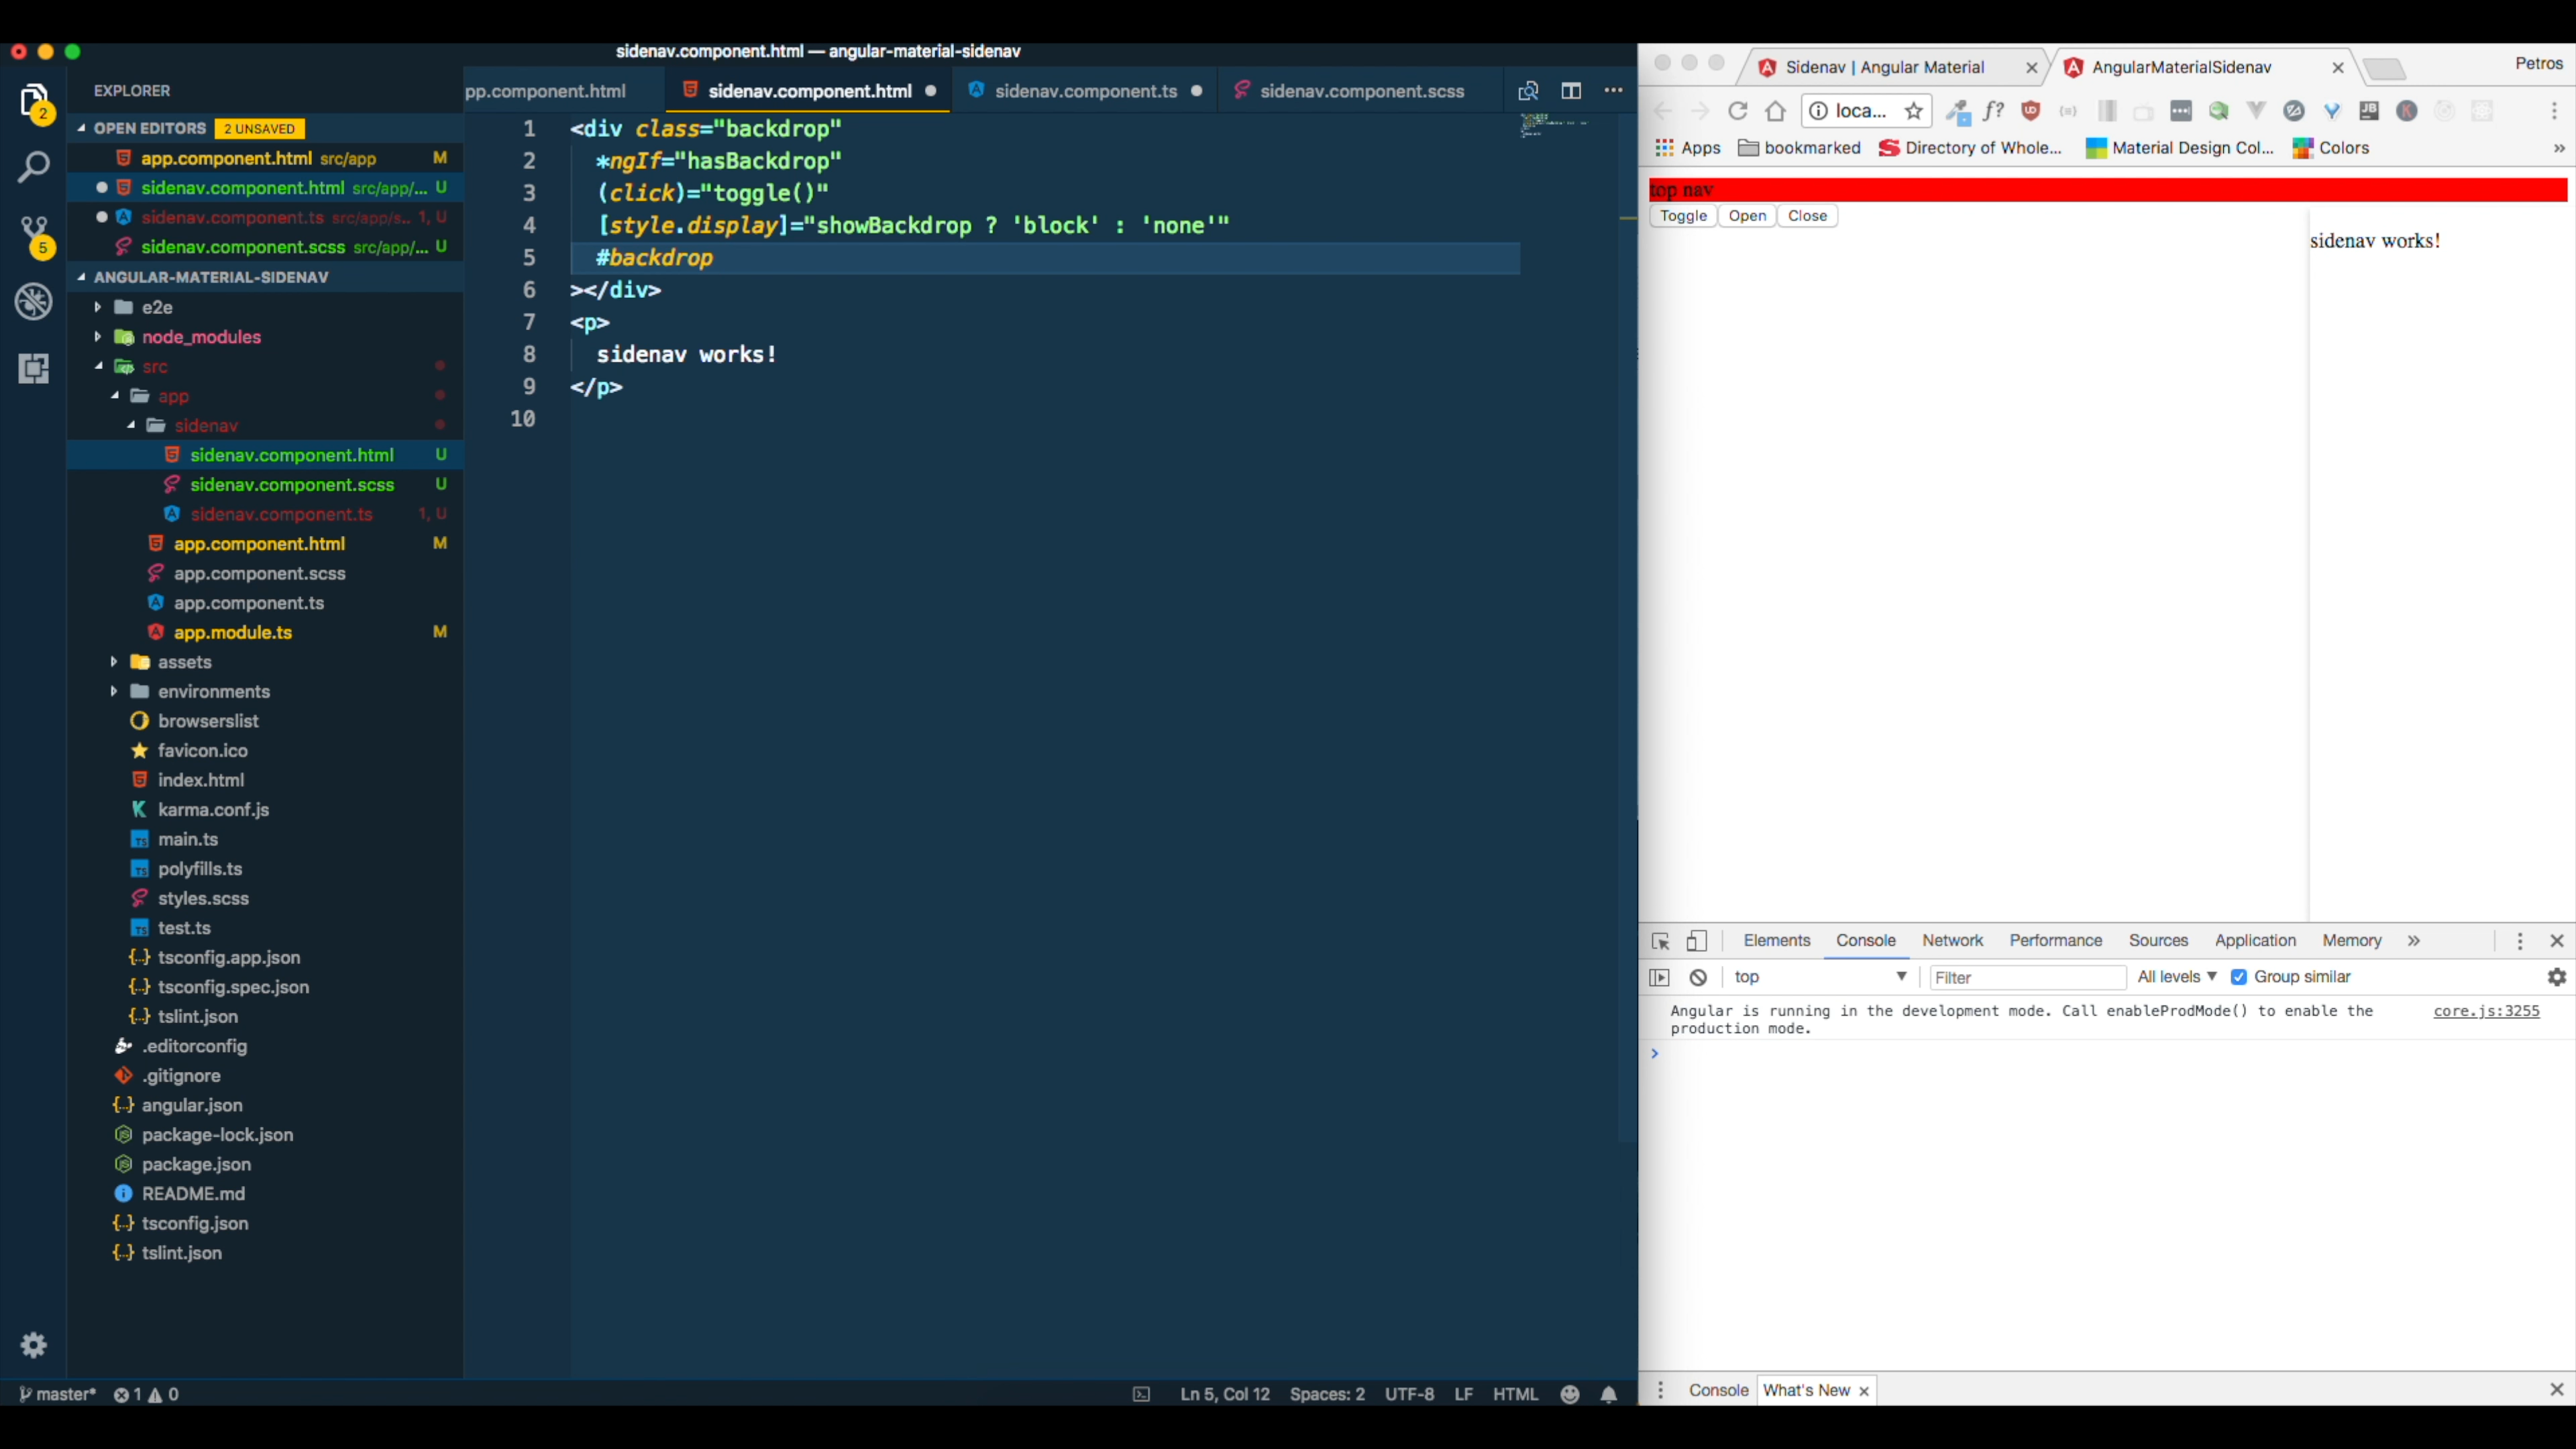 sidenav.component.html — angular-material-sidenav
EXPLORER
OPEN EDITORS 2 UNSAVED
app.component.html src/app M
sidenav.component.html src/app/... U
sidenav.component.ts src/app/s.. 1, U
sidenav.component.scss src/app/... U
ANGULAR-MATERIAL-SIDENAV
e2e
node_modules
src
app
sidenav
sidenav.component.html U
sidenav.component.scss U
sidenav.component.ts 1, U
app.component.html M
app.component.scss
app.component.ts
app.module.ts M
assets
environments
browserslist
favicon.ico
index.html
karma.conf.js
main.ts
polyfills.ts
styles.scss
test.ts
tsconfig.app.json
tsconfig.spec.json
tslint.json
.editorconfig
.gitignore
angular.json
package-lock.json
package.json
README.md
tsconfig.json
tslint.json
2
5
pp.component.html sidenav.component.html sidenav.component.ts sidenav.component.scss
1 <div class="backdrop"
2 *ngIf="hasBackdrop"
3 (click)="toggle()"
4 [style.display]="showBackdrop ? 'block' : 'none'"
5 #backdrop
6 ></div>
7 <p>
8 sidenav works!
9 </p>
10
master* 1 0
Ln 5, Col 12 Spaces: 2 UTF-8 LF HTML
Sidenav | Angular Material AngularMaterialSidenav Petros
loca... f?
Apps bookmarked Directory of Whole... Material Design Col... Colors »
top nav
Toggle Open Close
sidenav works!
Elements Console Network Performance Sources Application Memory »
top Filter All levels Group similar
Angular is running in the development mode. Call enableProdMode() to enable the core.js:3255
production mode.
Console What's New